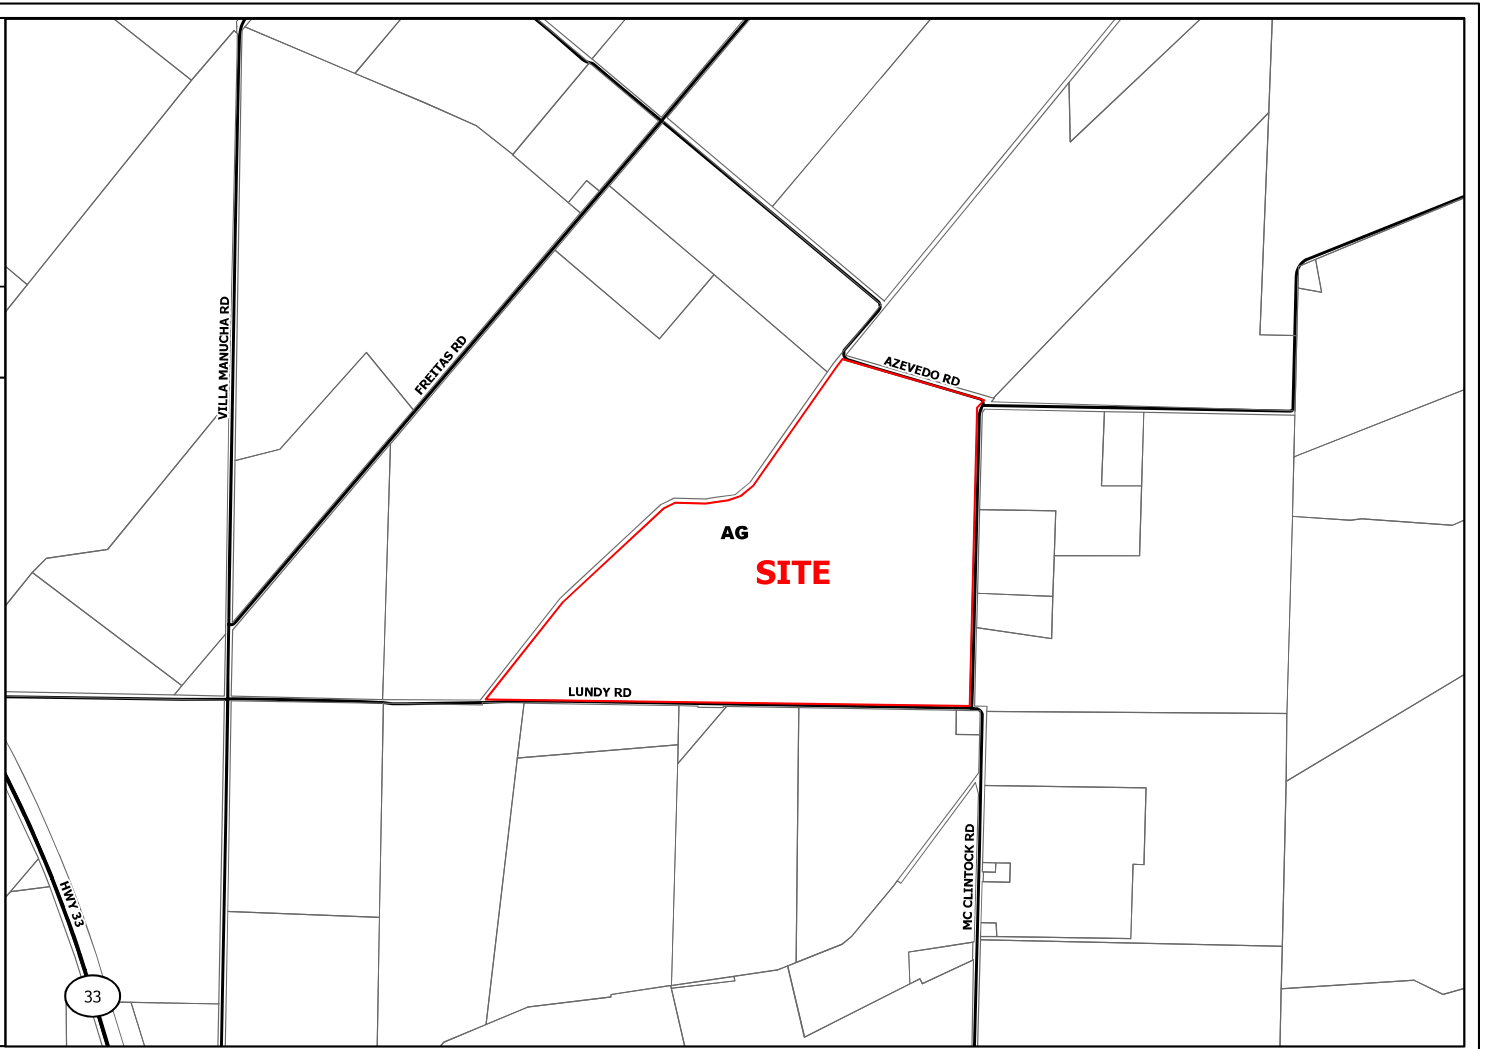 VILLA MANUCHA RD
FREITAS RD
AZEVEDO RD
AG
SITE
LUNDY RD
MC CLINTOCK RD
HWY 33
33